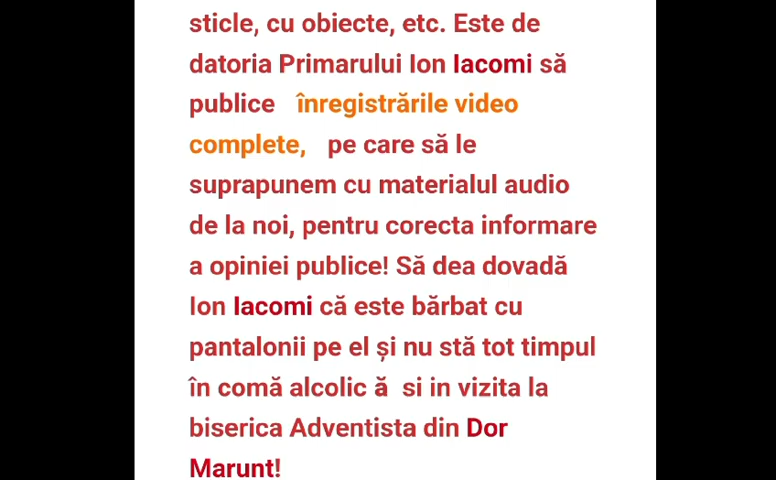 sticle, cu obiecte, etc. Este de
datoria Primarului Ion Iacomi să
publice înregistrările video
complete, pe care să le
suprapunem cu materialul audio
de la noi, pentru corecta informare
a opiniei publice! Să dea dovadă
Ion Iacomi că este bărbat cu
pantalonii pe el și nu stă tot timpul
în comă alcolic ă si in vizita la
biserica Adventista din Dor
Marunt!